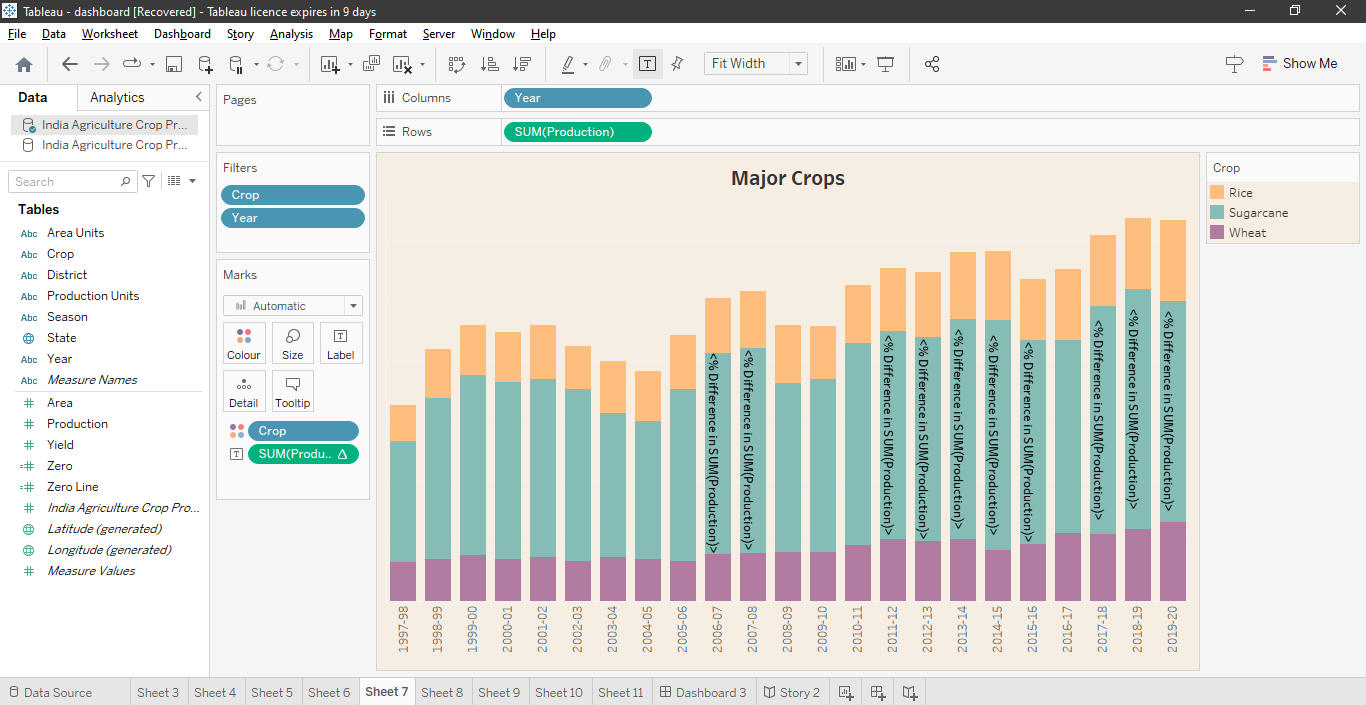 Tableau - dashboard [Recovered] - Tableau licence expires in 9 days
File Data Worksheet Dashboard Story Analysis Map Format Server Window Help
Fit Width
Show Me
Data Analytics
India Agriculture Crop Pr...
India Agriculture Crop Pr...
Search
Tables
Abc Area Units
Abc Crop
Abc District
Abc Production Units
Abc Season
State
Abc Year
Abc Measure Names
Area
Production
Yield
Zero
Zero Line
India Agriculture Crop Pro...
Latitude (generated)
Longitude (generated)
Measure Values
Pages
Filters
Crop
Year
Marks
Automatic
Colour Size Label
Detail Tooltip
Crop
SUM(Produ.. Δ
Columns Year
Rows SUM(Production)
Major Crops
<% Difference in SUM(Production)>
<% Difference in SUM(Production)>
<% Difference in SUM(Production)>
<% Difference in SUM(Production)>
<% Difference in SUM(Production)>
<% Difference in SUM(Production)>
<% Difference in SUM(Production)>
<% Difference in SUM(Production)>
<% Difference in SUM(Production)>
<% Difference in SUM(Production)>
1997-98
1998-99
1999-00
2000-01
2001-02
2002-03
2003-04
2004-05
2005-06
2006-07
2007-08
2008-09
2009-10
2010-11
2011-12
2012-13
2013-14
2014-15
2015-16
2016-17
2017-18
2018-19
2019-20
Crop
Rice
Sugarcane
Wheat
Data Source Sheet 3 Sheet 4 Sheet 5 Sheet 6 Sheet 7 Sheet 8 Sheet 9 Sheet 10 Sheet 11 Dashboard 3 Story 2